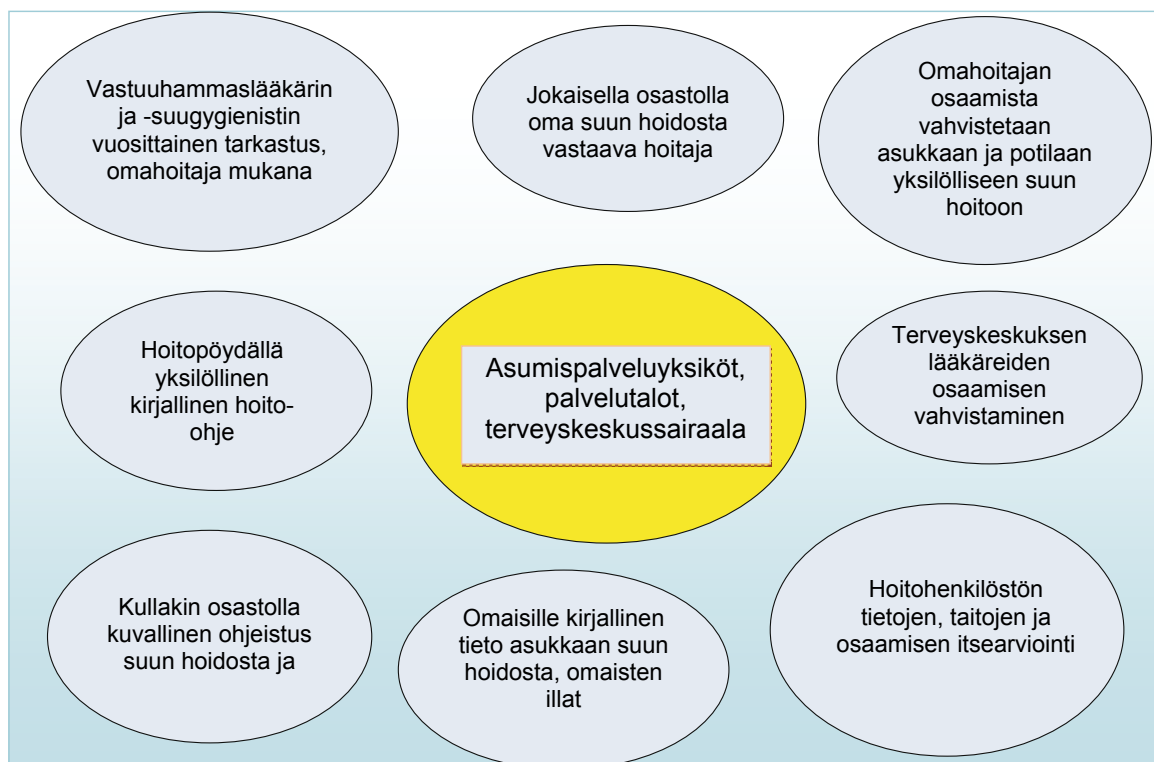 Vastuuhammaslääkärin
ja -suugygienistin
vuosittainen tarkastus,
omahoitaja mukana
Jokaisella osastolla
oma suun hoidosta
vastaava hoitaja
Omahoitajan
osaamista
vahvistetaan
asukkaan ja potilaan
yksilölliseen suun
hoitoon
Hoitopöydällä
yksilöllinen
kirjallinen hoito-
ohje
Asumispalveluyksiköt,
palvelutalot,
terveyskeskussairaala
Terveyskeskuksen
lääkäreiden
osaamisen
vahvistaminen
Kullakin osastolla
kuvallinen ohjeistus
suun hoidosta ja
Omaisille kirjallinen
tieto asukkaan suun
hoidosta, omaisten
illat
Hoitohenkilöstön
tietojen, taitojen ja
osaamisen itsearviointi